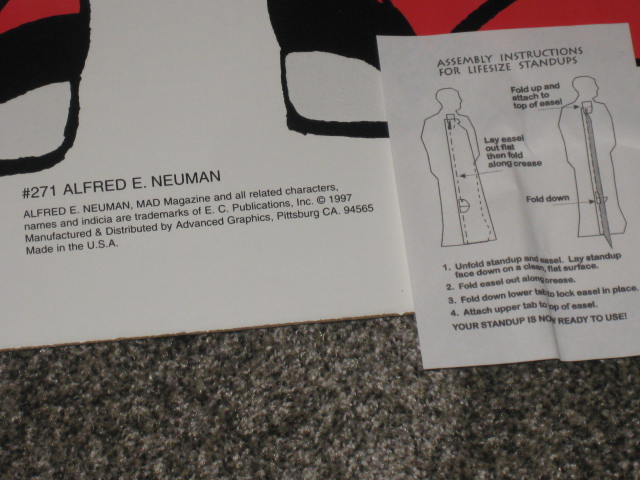 #271 ALFRED E. NEUMAN
ALFRED E. NEUMAN, MAD Magazine and all related characters,
names and indicia are trademarks of E. C. Publications, Inc. © 1997
Manufactured & Distributed by Advanced Graphics, Pittsburg CA. 94565
Made in the U.S.A.
ASSEMBLY INSTRUCTIONS
FOR LIFESIZE STANDUPS
Fold up and
attach to
top of easel
Lay easel
out flat
then fold
along crease
Fold down
1. Unfold standup and easel. Lay standup
face down on a clean, flat surface.
2. Fold easel out along crease.
3. Fold down lower tab to lock easel in place.
4. Attach upper tab to top of easel.
YOUR STANDUP IS NOW READY TO USE!